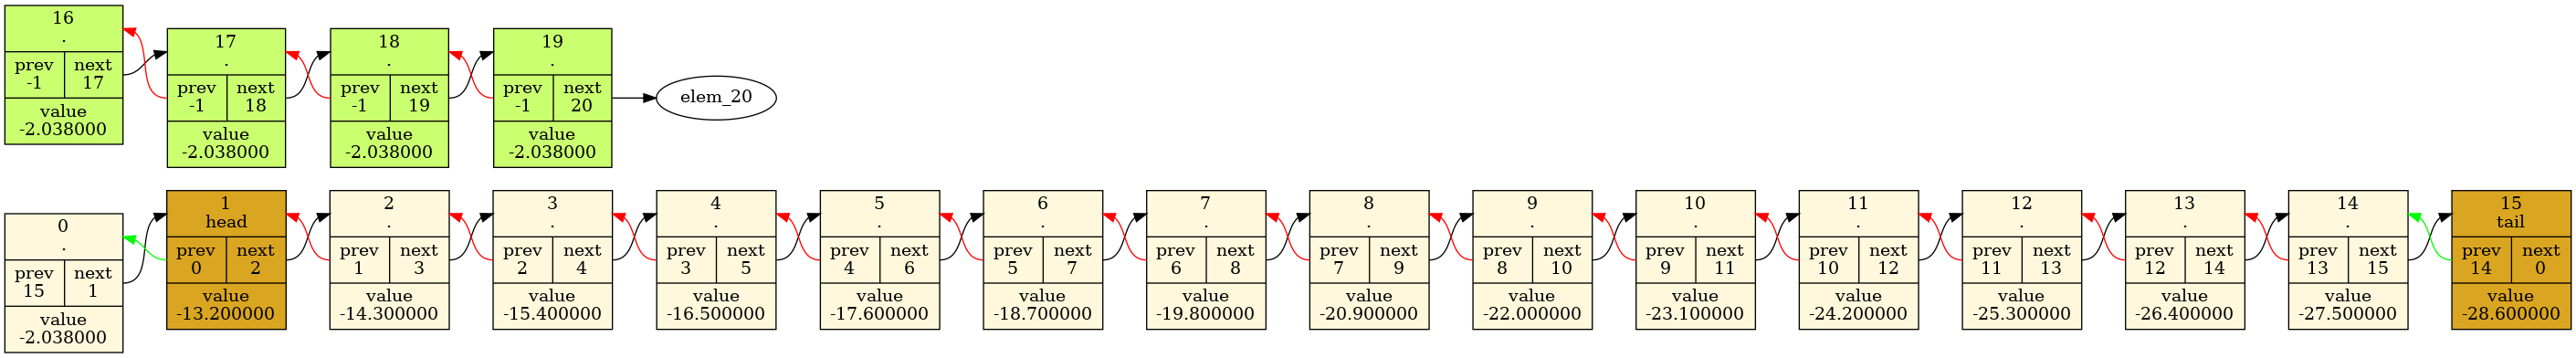 16
.
prev next
-1 17
value
-2.038000
17
.
prev next
-1 18
value
-2.038000
18
.
prev next
-1 19
value
-2.038000
19
.
prev next
-1 20
value
-2.038000
elem_20
0
.
prev next
15 1
value
-2.038000
1
head
prev next
0 2
value
-13.200000
2
.
prev next
1 3
value
-14.300000
3
.
prev next
2 4
value
-15.400000
4
.
prev next
3 5
value
-16.500000
5
.
prev next
4 6
value
-17.600000
6
.
prev next
5 7
value
-18.700000
7
.
prev next
6 8
value
-19.800000
8
.
prev next
7 9
value
-20.900000
9
.
prev next
8 10
value
-22.000000
10
.
prev next
9 11
value
-23.100000
11
.
prev next
10 12
value
-24.200000
12
.
prev next
11 13
value
-25.300000
13
.
prev next
12 14
value
-26.400000
14
.
prev next
13 15
value
-27.500000
15
tail
prev next
14 0
value
-28.600000